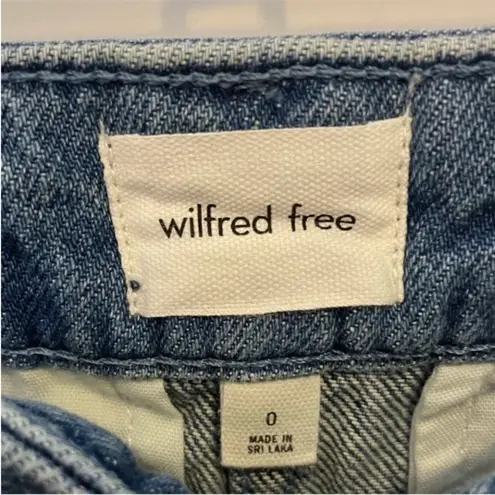 wilfred free
0
MADE IN
SRI LAKA